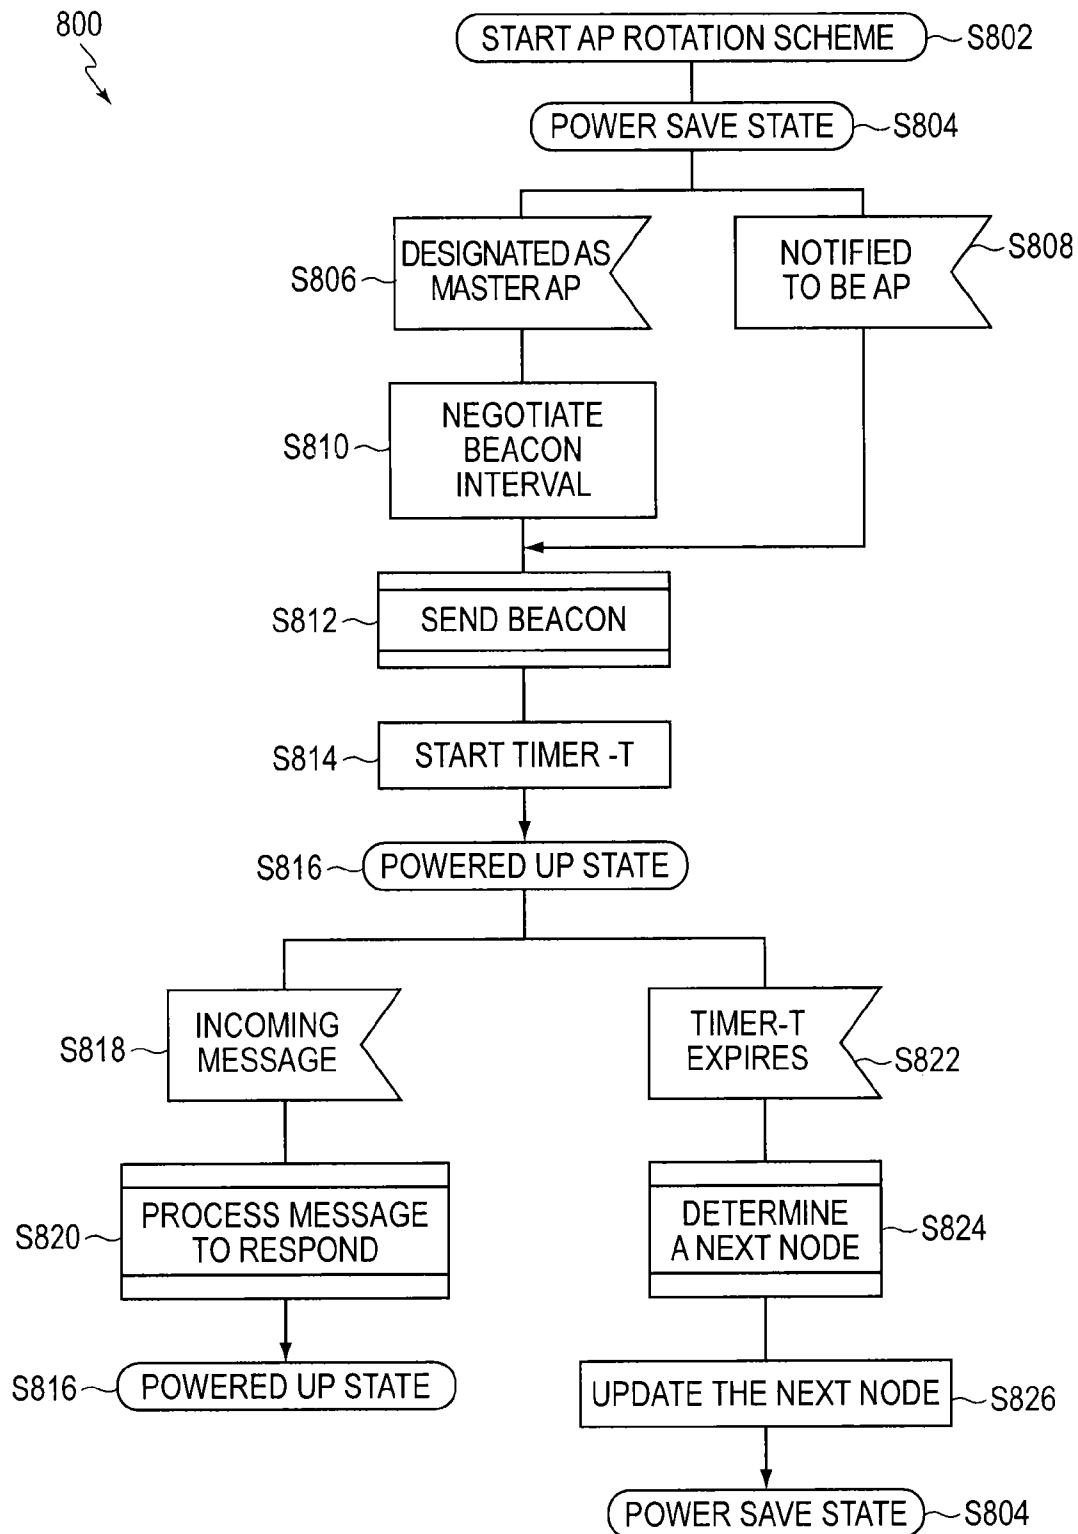 800
START AP ROTATION SCHEME
S802
POWER SAVE STATE
S804
DESIGNATED AS
MASTER AP
S806
NOTIFIED
TO BE AP
S808
NEGOTIATE
BEACON
INTERVAL
S810
SEND BEACON
S812
START TIMER -T
S814
POWERED UP STATE
S816
INCOMING
MESSAGE
S818
TIMER-T
EXPIRES
S822
PROCESS MESSAGE
TO RESPOND
S820
DETERMINE
A NEXT NODE
S824
POWERED UP STATE
S816
UPDATE THE NEXT NODE
S826
POWER SAVE STATE
S804